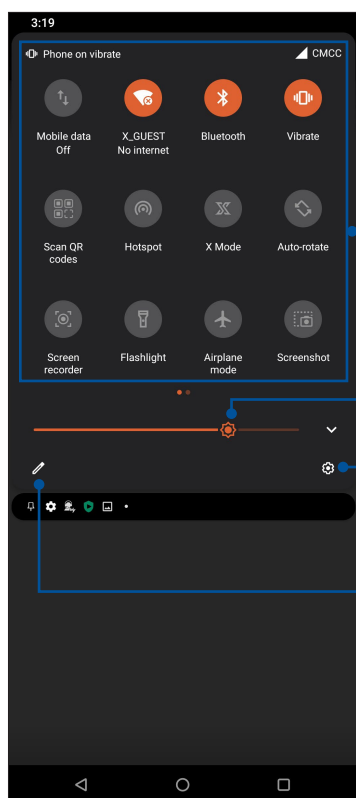 3:19
Phone on vibrate CMCC
Mobile data X_GUEST Bluetooth Vibrate
Off No internet
Scan QR Hotspot X Mode Auto-rotate
codes
Screen Flashlight Airplane Screenshot
recorder mode